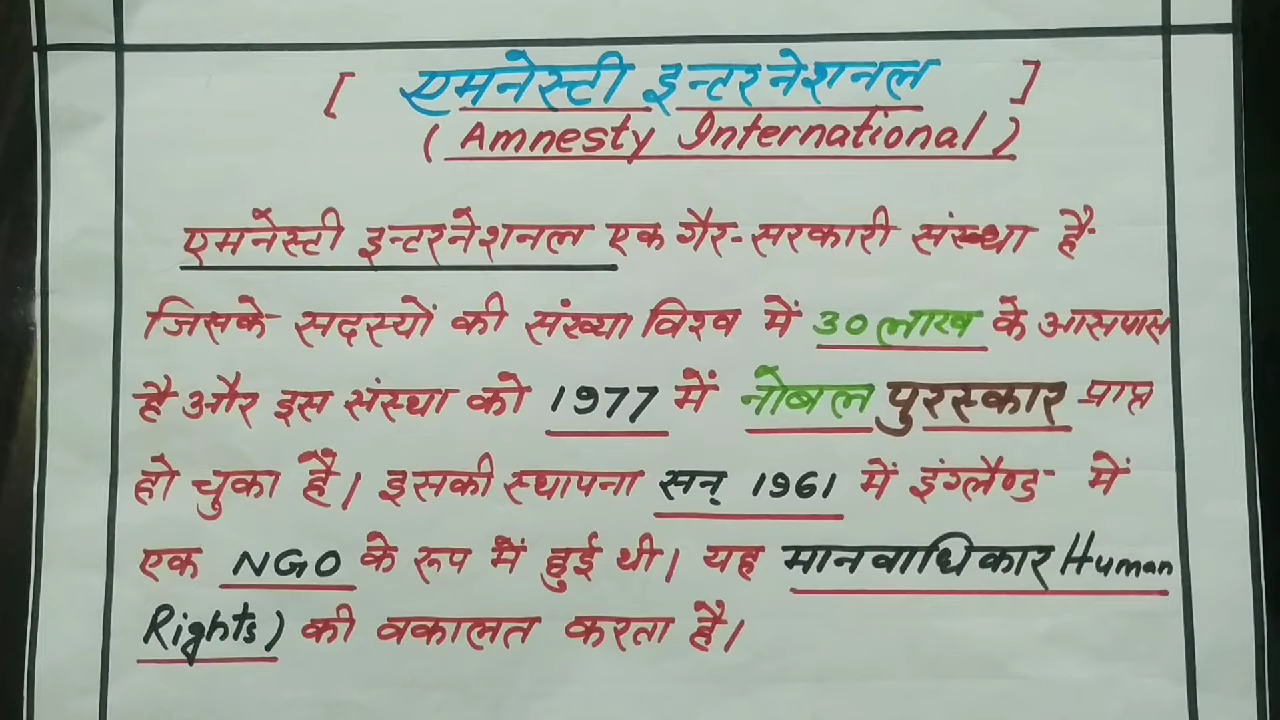 [ एमनेस्टी इन्टरनेशनल ]
(Amnesty International)
एमनेस्टी इन्टरनेशनल एक गैर-सरकारी संस्था है
जिसके सदस्यों की संख्या विश्व में 30 लाख के आसपास
है और इस संस्था को 1977 में नोबल पुरस्कार प्राप्त
हो चुका है। इसकी स्थापना सन् 1961 में इंग्लैण्ड में
एक NGO के रूप में हुई थी। यह मानवाधिकार Human
Rights) की वकालत करता है।